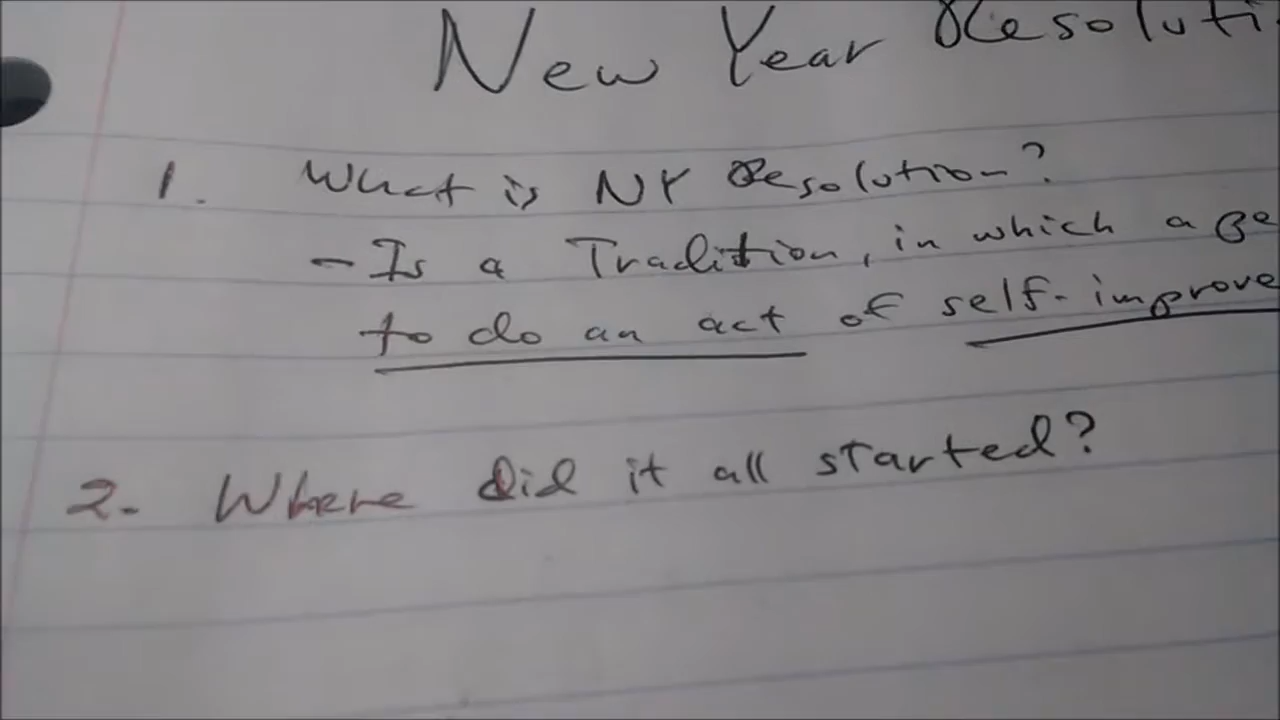 New Year Resoluti
1. What is NY Resolution?
- Is a Tradition, in which a
to do an act of self-improve
2. Where did it all started?